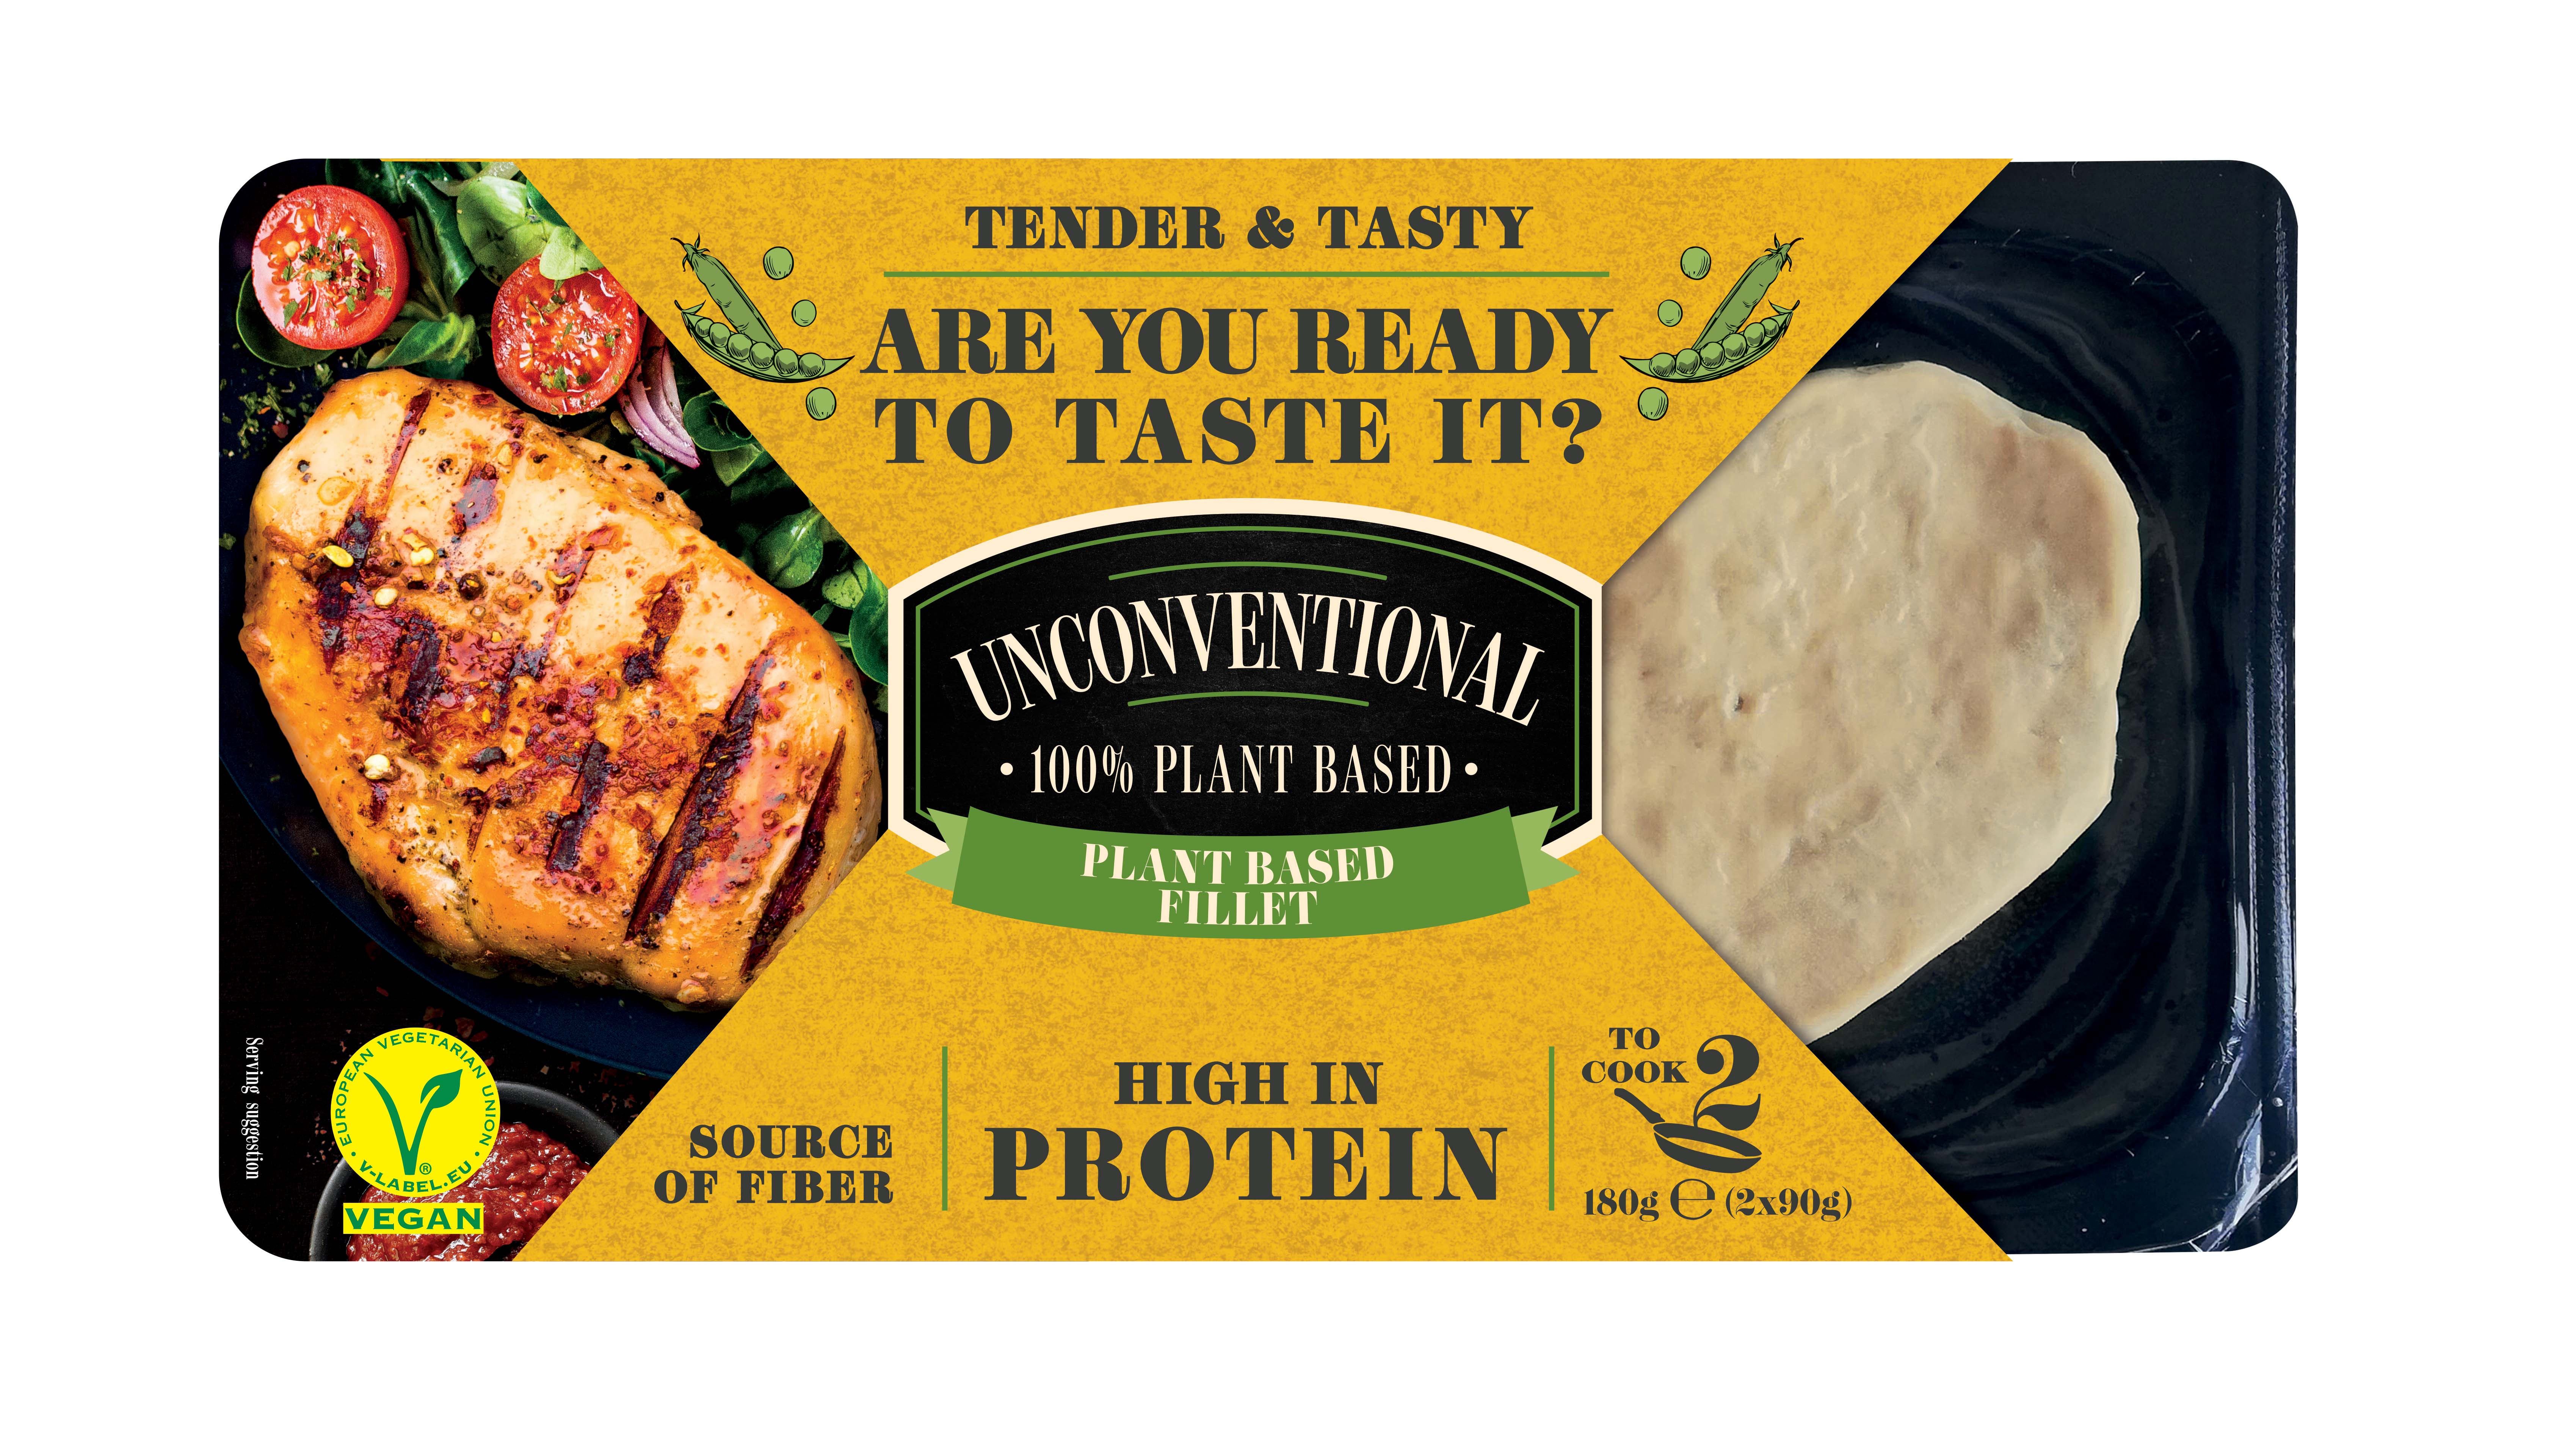 TENDER & TASTY
ARE YOU READY
TO TASTE IT?
UNCONVENTIONAL
• 100% PLANT BASED •
PLANT BASED
FILLET
Serving suggestion
EUROPEAN VEGETARIAN UNION
• V-LABEL.EU •
®
VEGAN
SOURCE
OF FIBER
HIGH IN
PROTEIN
TO
COOK 2
180g ℮ (2x90g)